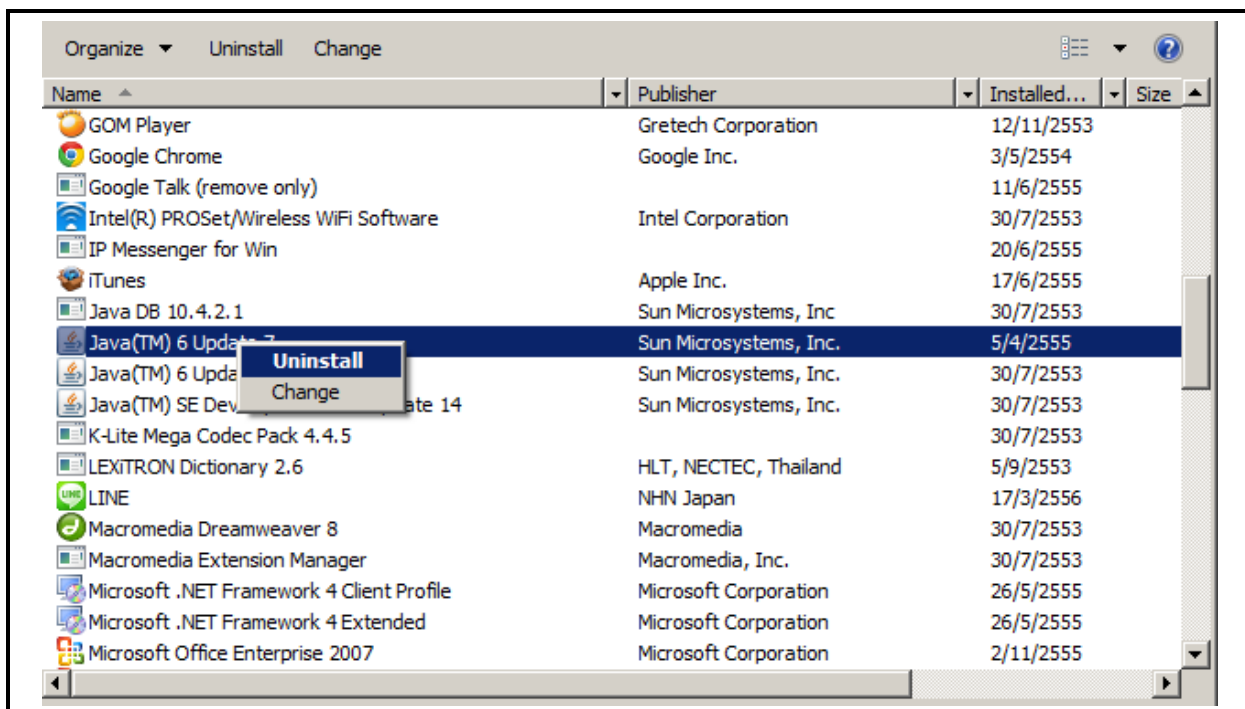 Organize Uninstall Change
Name Publisher Installed... Size
GOM Player Gretech Corporation 12/11/2553
Google Chrome Google Inc. 3/5/2554
Google Talk (remove only) 11/6/2555
Intel(R) PROSet/Wireless WiFi Software Intel Corporation 30/7/2553
IP Messenger for Win 20/6/2555
iTunes Apple Inc. 17/6/2555
Java DB 10.4.2.1 Sun Microsystems, Inc 30/7/2553
Java(TM) 6 Update 7 Sun Microsystems, Inc. 5/4/2555
Uninstall
Java(TM) 6 Upda Sun Microsystems, Inc. 30/7/2553
Change
Java(TM) SE Dev ate 14 Sun Microsystems, Inc. 30/7/2553
K-Lite Mega Codec Pack 4.4.5 30/7/2553
LEXiTRON Dictionary 2.6 HLT, NECTEC, Thailand 5/9/2553
LINE NHN Japan 17/3/2556
Macromedia Dreamweaver 8 Macromedia 30/7/2553
Macromedia Extension Manager Macromedia, Inc. 30/7/2553
Microsoft .NET Framework 4 Client Profile Microsoft Corporation 26/5/2555
Microsoft .NET Framework 4 Extended Microsoft Corporation 26/5/2555
Microsoft Office Enterprise 2007 Microsoft Corporation 2/11/2555